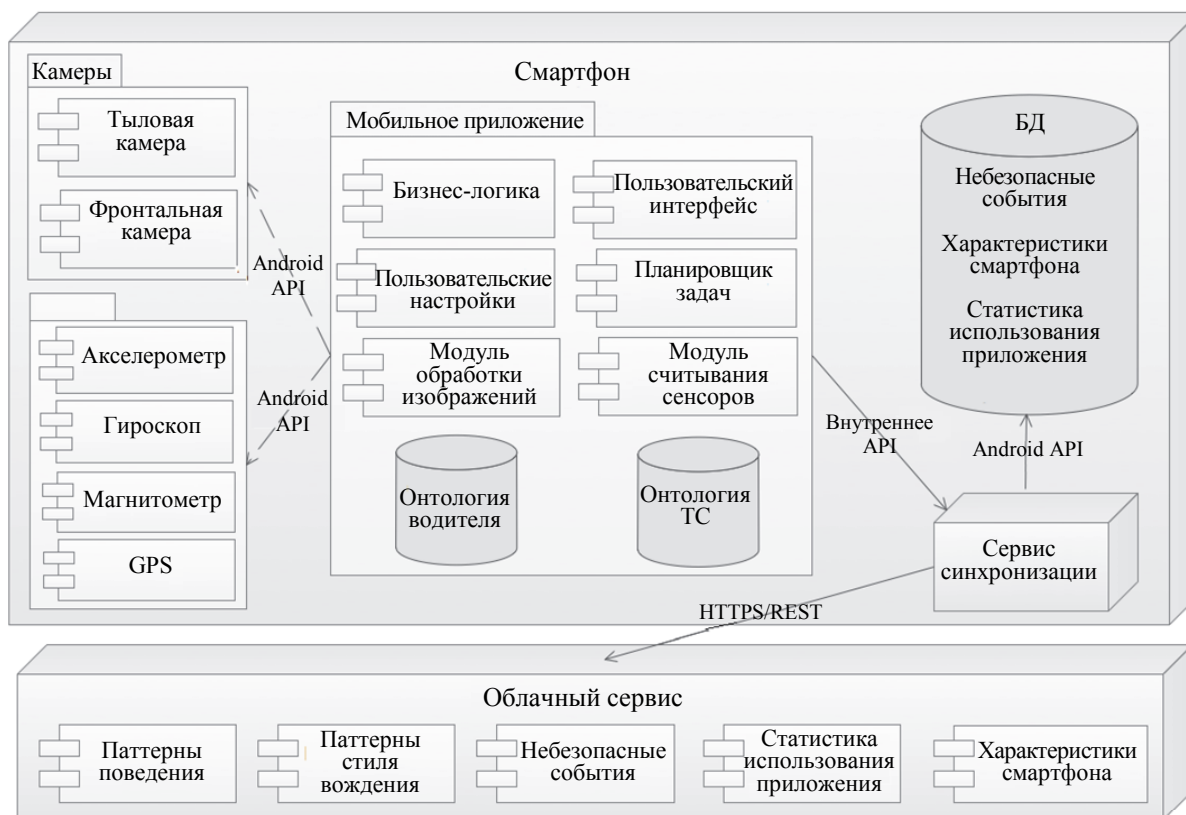 Смартфон
Камеры
Тыловая
камера
Фронтальная
камера
Android
API
Акселерометр
Гироскоп
Магнитометр
GPS
Android
API
Мобильное приложение
Бизнес-логика
Пользовательский
интерфейс
Пользовательские
настройки
Планировщик
задач
Модуль
обработки
изображений
Модуль
считывания
сенсоров
Онтология
водителя
Онтология
ТС
Внутреннее
API
БД
Небезопасные
события
Характеристики
смартфона
Статистика
использования
приложения
Android API
Сервис
синхронизации
HTTPS/REST
Облачный сервис
Паттерны
поведения
Паттерны
стиля
вождения
Небезопасные
события
Статистика
использования
приложения
Характеристики
смартфона